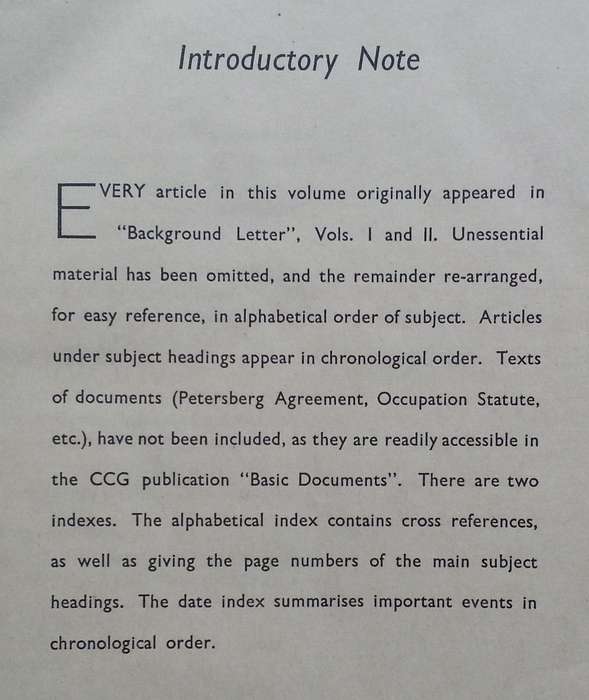 Introductory Note
EVERY article in this volume originally appeared in
“Background Letter”, Vols. I and II. Unessential
material has been omitted, and the remainder re-arranged,
for easy reference, in alphabetical order of subject. Articles
under subject headings appear in chronological order. Texts
of documents (Petersberg Agreement, Occupation Statute,
etc.), have not been included, as they are readily accessible in
the CCG publication “Basic Documents”. There are two
indexes. The alphabetical index contains cross references,
as well as giving the page numbers of the main subject
headings. The date index summarises important events in
chronological order.